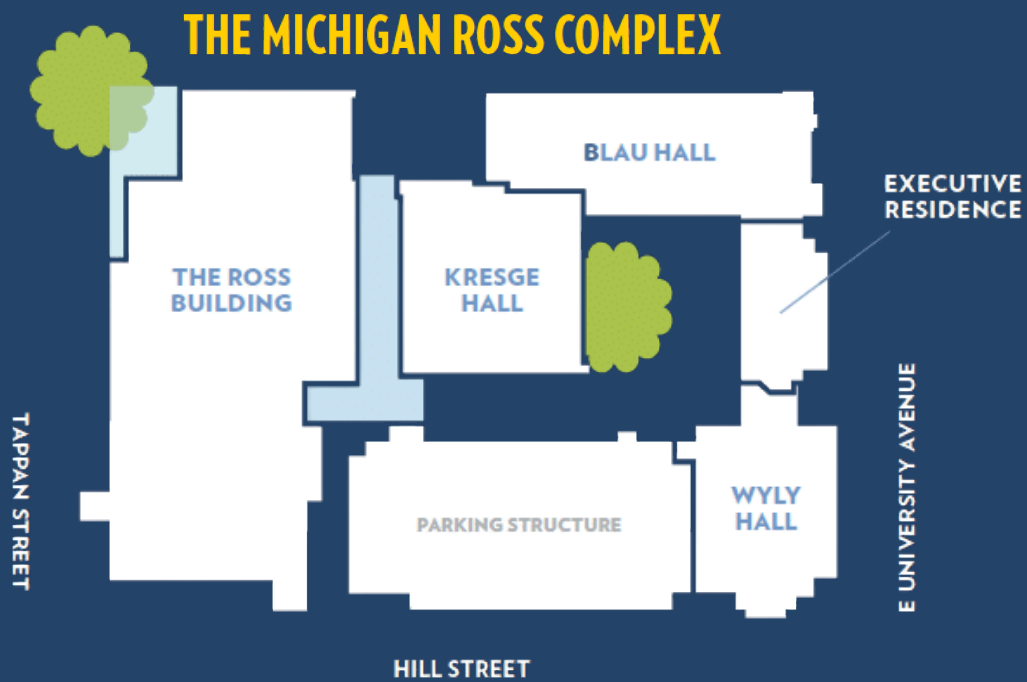 THE MICHIGAN ROSS COMPLEX
BLAU HALL
EXECUTIVE
RESIDENCE
THE ROSS
BUILDING
KRESGE
HALL
TAPPAN STREET
E UNIVERSITY AVENUE
WYLY
HALL
PARKING STRUCTURE
HILL STREET